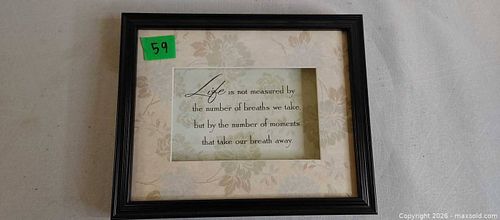 59
Life is not measured by
the number of breaths we take,
but by the number of moments
that take our breath away.
Copyright 2026 - maxsold.com